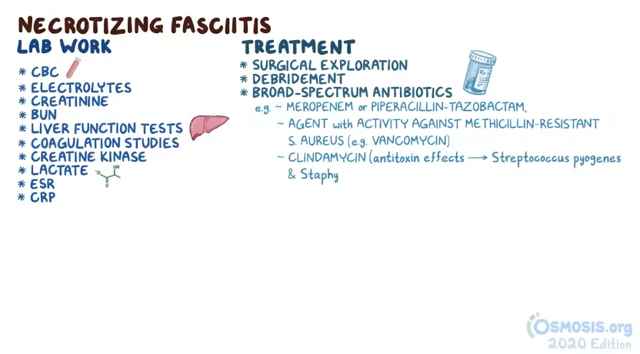 NECROTIZING FASCIITIS
LAB WORK
* CBC
* ELECTROLYTES
* CREATININE
* BUN
* LIVER FUNCTION TESTS
* COAGULATION STUDIES
* CREATINE KINASE
* LACTATE
* ESR
* CRP
TREATMENT
* SURGICAL EXPLORATION
* DEBRIDEMENT
* BROAD-SPECTRUM ANTIBIOTICS
e.g. ~ MEROPENEM or PIPERACILLIN-TAZOBACTAM,
~ AGENT with ACTIVITY AGAINST METHICILLIN-RESISTANT
S. AUREUS (e.g. VANCOMYCIN)
~ CLINDAMYCIN (antitoxin effects → Streptococcus pyogenes
& Staphy
OSMOSIS.org
2020 Edition